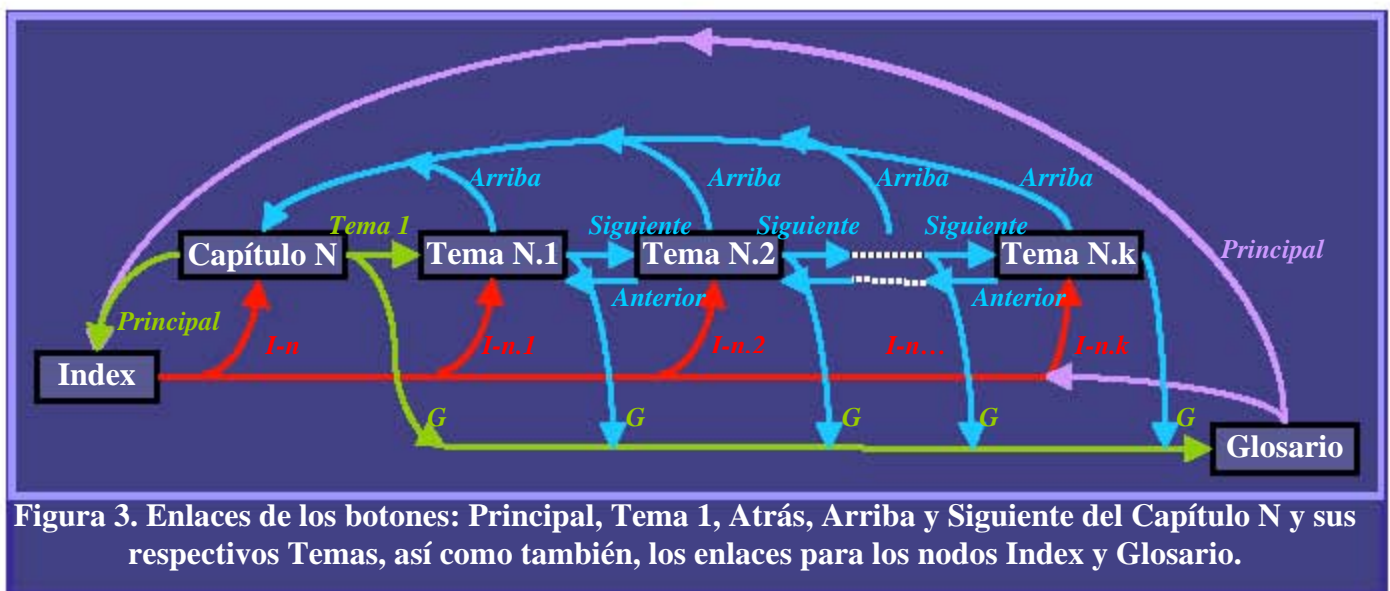 Arriba Arriba Arriba Arriba
Tema 1 Siguiente Siguiente Siguiente
Capítulo N Tema N.1 Tema N.2 Tema N.k Principal
Anterior Anterior
Principal
I-n I-n.1 I-n.2 I-n... I-n.k
Index
G G G G G
Glosario
Figura 3. Enlaces de los botones: Principal, Tema 1, Atrás, Arriba y Siguiente del Capítulo N y sus
respectivos Temas, así como también, los enlaces para los nodos Index y Glosario.